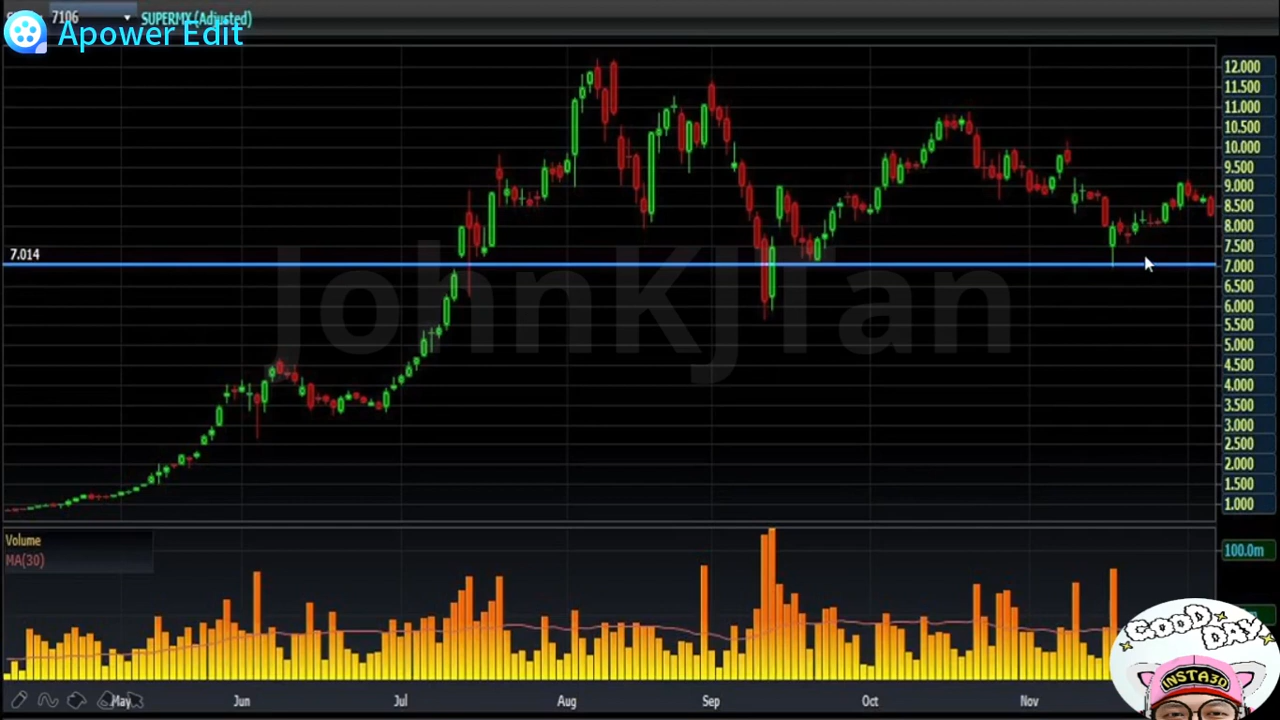 7106
SUPERMX (Adjusted)
Apower Edit
12.000
11.500
11.000
10.500
10.000
9.500
9.000
8.500
8.000
7.500
7.000
6.500
6.000
5.500
5.000
4.500
4.000
3.500
3.000
2.500
2.000
1.500
1.000
7.014
JohnKJTan
Volume
MA(30)
100.0m
May
Jun
Jul
Aug
Sep
Oct
Nov
GOOD
DAY
INSTA30